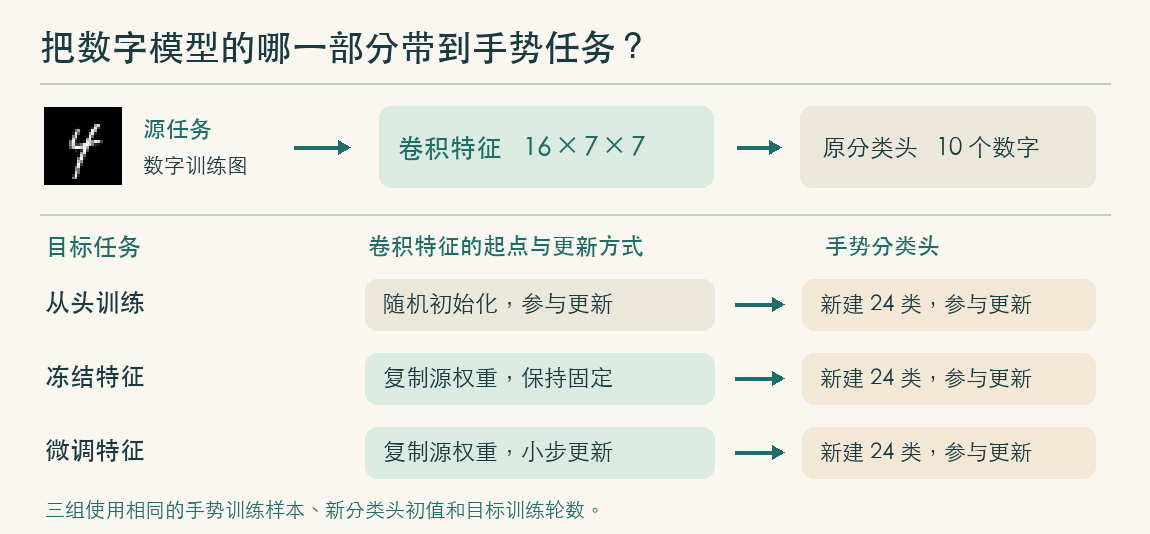 把数字模型的哪一部分带到手势任务？
源任务
数字训练图
卷积特征 16×7×7
原分类头 10 个数字
目标任务
卷积特征的起点与更新方式
手势分类头
从头训练
随机初始化，参与更新
新建 24 类，参与更新
冻结特征
复制源权重，保持固定
新建 24 类，参与更新
微调特征
复制源权重，小步更新
新建 24 类，参与更新
三组使用相同的手势训练样本、新分类头初值和目标训练轮数。